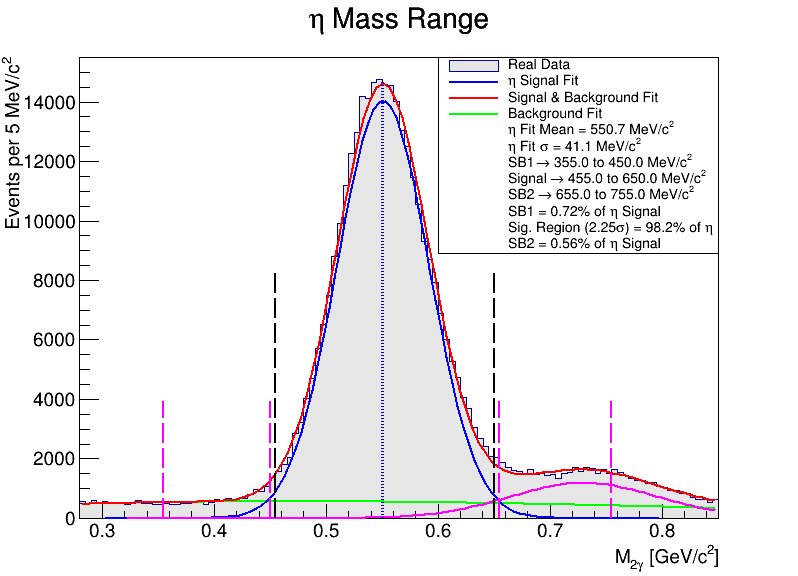 η Mass Range
Events per 5 MeV/c²
14000
12000
10000
8000
6000
4000
2000
0
0.3 0.4 0.5 0.6 0.7 0.8
M₂γ [GeV/c²]
Real Data
η Signal Fit
Signal & Background Fit
Background Fit
η Fit Mean = 550.7 MeV/c²
η Fit σ = 41.1 MeV/c²
SB1 → 355.0 to 450.0 MeV/c²
Signal → 455.0 to 650.0 MeV/c²
SB2 → 655.0 to 755.0 MeV/c²
SB1 = 0.72% of η Signal
Sig. Region (2.25σ) = 98.2% of η
SB2 = 0.56% of η Signal